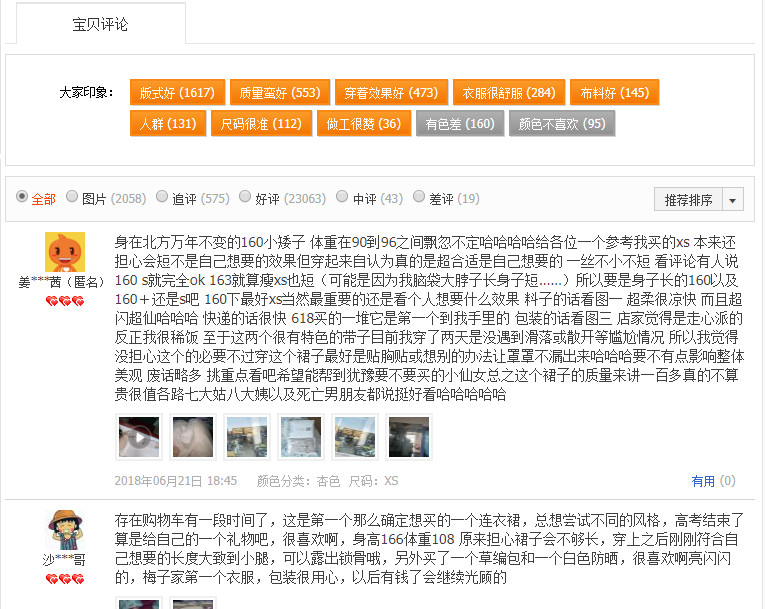 宝贝评论
大家印象： 版式好 (1617) 质量蛮好 (553) 穿着效果好 (473) 衣服很舒服 (284) 布料好 (145)
人群 (131) 尺码很准 (112) 做工很赞 (36) 有色差 (160) 颜色不喜欢 (95)
全部 图片 (2058) 追评 (575) 好评 (23063) 中评 (43) 差评 (19) 推荐排序
身在北方万年不变的160小矮子 体重在90到96之间飘忽不定哈哈哈哈给各位一个参考我买的xs 本来还
担心会短不是自己想要的效果但穿起来自认为真的是超合适是自己想要的 一丝不小不短 看评论有人说
160 s就完全ok 163就算瘦xs也短（可能是因为我脑袋大脖子长身子短……）所以要是身子长的160以及
160＋还是s吧 160下最好xs当然最重要的还是看个人想要什么效果 料子的话看图一 超柔很凉快 而且超
闪超仙哈哈哈 快递的话很快 618买的一堆它是第一个到我手里的 包装的话看图三 店家觉得是走心派的
反正我很稀饭 至于这两个很有特色的带子目前我穿了两天是没遇到滑落或散开等尴尬情况 所以我觉得
没担心这个的必要不过穿这个裙子最好是贴胸贴或想别的办法让罩罩不漏出来哈哈哈要不有点影响整体
美观 废话略多 挑重点看吧希望能帮到犹豫要不要买的小仙女总之这个裙子的质量来讲一百多真的不算
贵很值各路七大姑八大姨以及死亡男朋友都说挺好看哈哈哈哈哈
姜***茜（匿名）
2018年06月21日 18:45 颜色分类：杏色 尺码：XS 有用 (0)
存在购物车有一段时间了，这是第一个那么确定想买的一个连衣裙，总想尝试不同的风格，高考结束了
算是给自己的一个礼物吧，很喜欢啊，身高166体重108 原来担心裙子会不够长，穿上之后刚刚符合自
己想要的长度大致到小腿，可以露出锁骨哦，另外买了一个草编包和一个白色防晒，很喜欢啊亮闪闪
的，梅子家第一个衣服，包装很用心，以后有钱了会继续光顾的
沙***哥